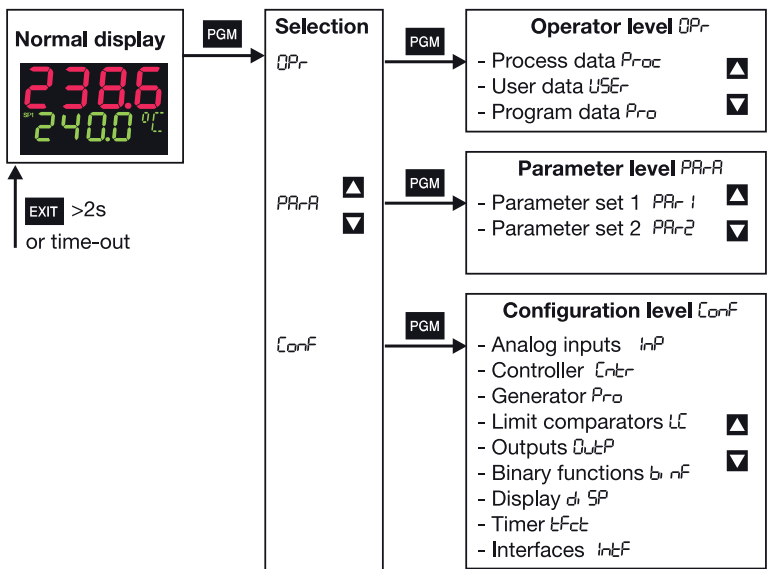 Normal display
238.6
SP1 240.0 °C
EXIT >2s
or time-out
PGM
Selection
OPr
PArA
ConF
PGM
Operator level OPr
- Process data Proc
- User data USEr
- Program data Pro
PGM
Parameter level PArA
- Parameter set 1 PAr1
- Parameter set 2 PAr2
PGM
Configuration level ConF
- Analog inputs InP
- Controller Cntr
- Generator Pro
- Limit comparators LC
- Outputs OutP
- Binary functions binF
- Display diSP
- Timer tFct
- Interfaces IntF